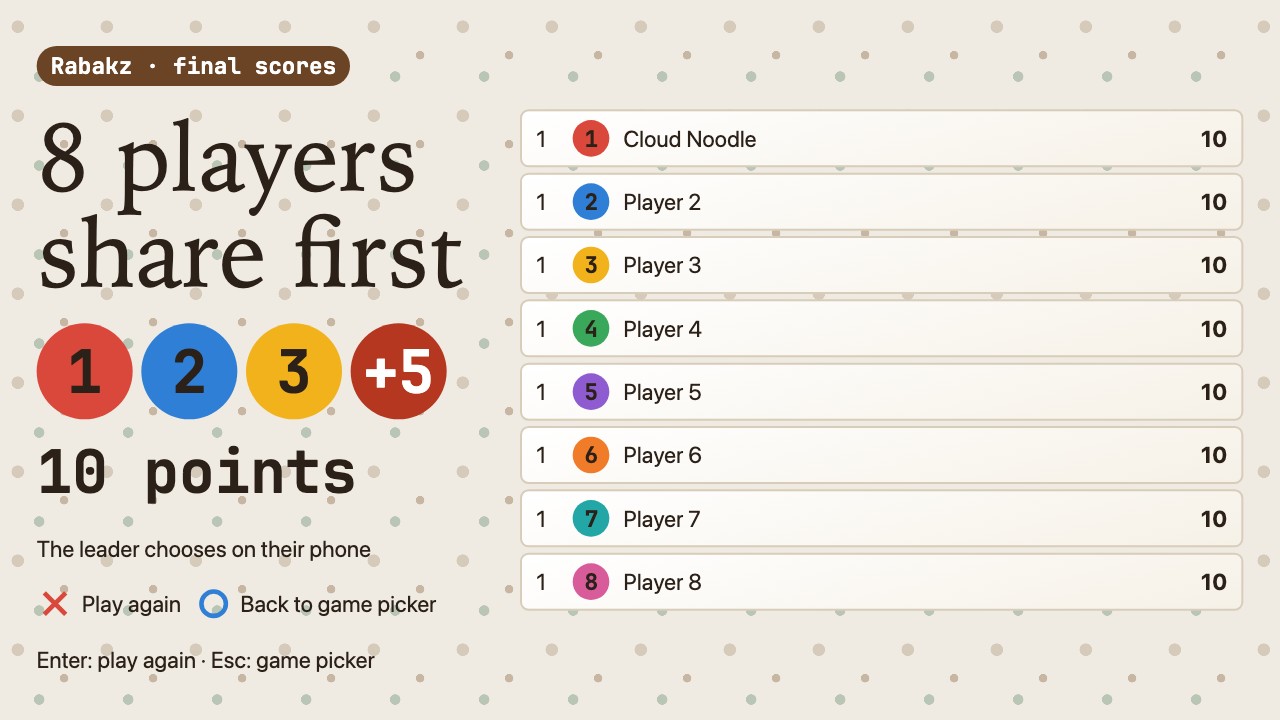 Rabakz · final scores
8 players
share first
1 2 3 +5
10 points
The leader chooses on their phone
Play again Back to game picker
Enter: play again · Esc: game picker
1 1 Cloud Noodle 10
1 2 Player 2 10
1 3 Player 3 10
1 4 Player 4 10
1 5 Player 5 10
1 6 Player 6 10
1 7 Player 7 10
1 8 Player 8 10